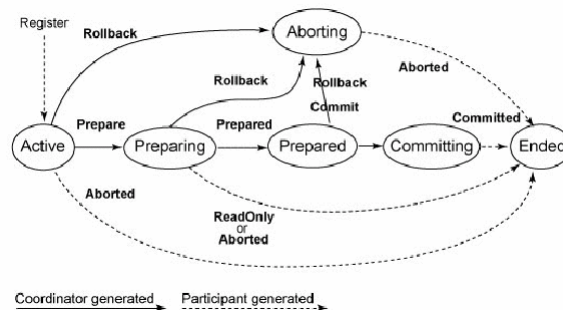 Register
Rollback
Aborting
Rollback
Rollback
Aborted
Commit
Prepare
Prepared
Committed
Active
Preparing
Prepared
Committing
Ended
Aborted
ReadOnly
or
Aborted
Coordinator generated
Participant generated